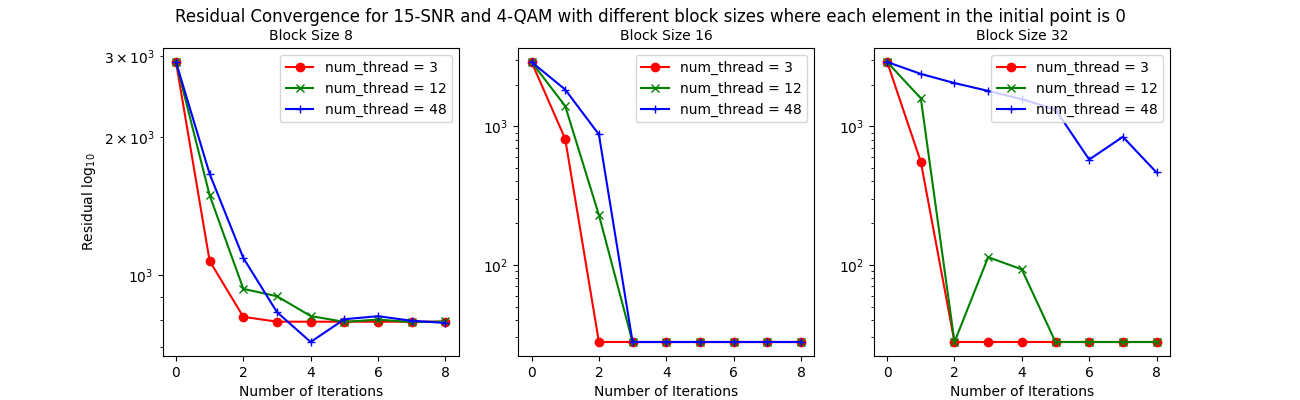 Residual Convergence for 15-SNR and 4-QAM with different block sizes where each element in the initial point is 0
Block Size 8
Residual log₁₀
3 × 10³
2 × 10³
10³
num_thread = 3
num_thread = 12
num_thread = 48
0 2 4 6 8
Number of Iterations
Block Size 16
10³
10²
num_thread = 3
num_thread = 12
num_thread = 48
0 2 4 6 8
Number of Iterations
Block Size 32
10³
10²
num_thread = 3
num_thread = 12
num_thread = 48
0 2 4 6 8
Number of Iterations